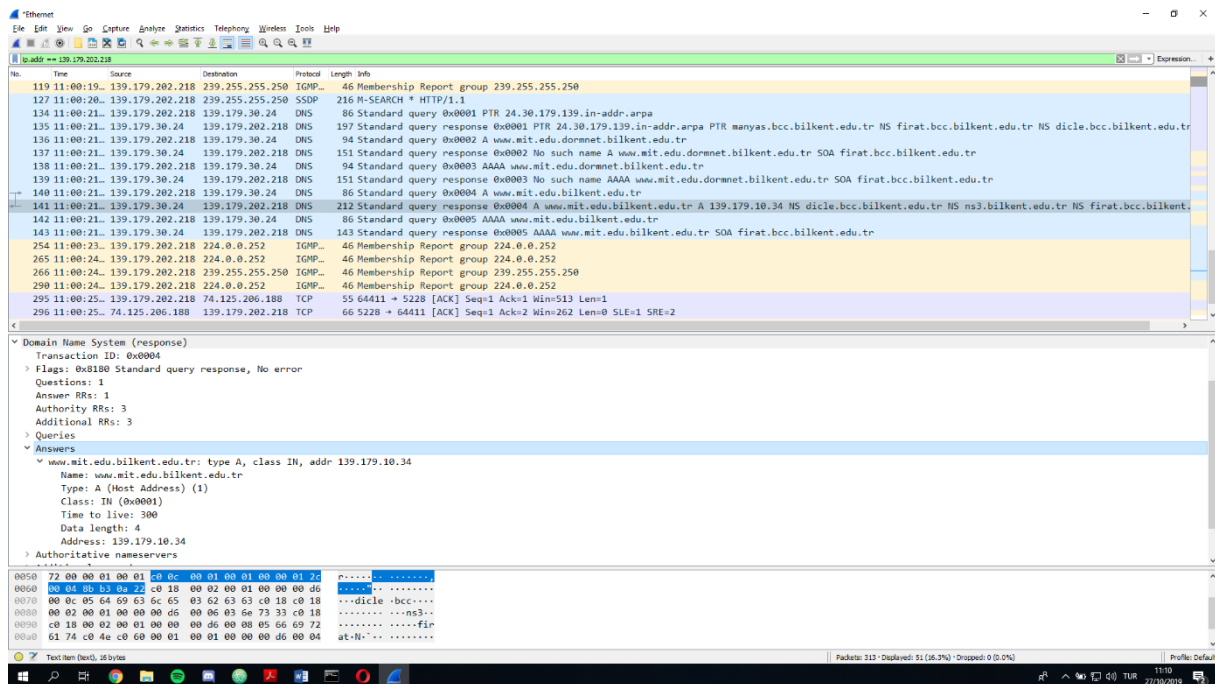 *Ethernet
File Edit View Go Capture Analyze Statistics Telephony Wireless Tools Help
ip.addr == 139.179.202.218 Expression... +
No. Time Source Destination Protocol Length Info
119 11:00:19… 139.179.202.218 239.255.255.250 IGMP… 46 Membership Report group 239.255.255.250
127 11:00:20… 139.179.202.218 239.255.255.250 SSDP 216 M-SEARCH * HTTP/1.1
134 11:00:21… 139.179.202.218 139.179.30.24 DNS 86 Standard query 0x0001 PTR 24.30.179.139.in-addr.arpa
135 11:00:21… 139.179.30.24 139.179.202.218 DNS 197 Standard query response 0x0001 PTR 24.30.179.139.in-addr.arpa PTR manyas.bcc.bilkent.edu.tr NS firat.bcc.bilkent.edu.tr NS dicle.bcc.bilkent.edu.tr
136 11:00:21… 139.179.202.218 139.179.30.24 DNS 94 Standard query 0x0002 A www.mit.edu.dormnet.bilkent.edu.tr
137 11:00:21… 139.179.30.24 139.179.202.218 DNS 151 Standard query response 0x0002 No such name A www.mit.edu.dormnet.bilkent.edu.tr SOA firat.bcc.bilkent.edu.tr
138 11:00:21… 139.179.202.218 139.179.30.24 DNS 94 Standard query 0x0003 AAAA www.mit.edu.dormnet.bilkent.edu.tr
139 11:00:21… 139.179.30.24 139.179.202.218 DNS 151 Standard query response 0x0003 No such name AAAA www.mit.edu.dormnet.bilkent.edu.tr SOA firat.bcc.bilkent.edu.tr
140 11:00:21… 139.179.202.218 139.179.30.24 DNS 86 Standard query 0x0004 A www.mit.edu.bilkent.edu.tr
141 11:00:21… 139.179.30.24 139.179.202.218 DNS 212 Standard query response 0x0004 A www.mit.edu.bilkent.edu.tr A 139.179.10.34 NS dicle.bcc.bilkent.edu.tr NS ns3.bilkent.edu.tr NS firat.bcc.bilkent.
142 11:00:21… 139.179.202.218 139.179.30.24 DNS 86 Standard query 0x0005 AAAA www.mit.edu.bilkent.edu.tr
143 11:00:21… 139.179.30.24 139.179.202.218 DNS 143 Standard query response 0x0005 AAAA www.mit.edu.bilkent.edu.tr SOA firat.bcc.bilkent.edu.tr
254 11:00:23… 139.179.202.218 224.0.0.252 IGMP… 46 Membership Report group 224.0.0.252
265 11:00:24… 139.179.202.218 224.0.0.252 IGMP… 46 Membership Report group 224.0.0.252
266 11:00:24… 139.179.202.218 239.255.255.250 IGMP… 46 Membership Report group 239.255.255.250
290 11:00:24… 139.179.202.218 224.0.0.252 IGMP… 46 Membership Report group 224.0.0.252
295 11:00:25… 139.179.202.218 74.125.206.188 TCP 55 64411 → 5228 [ACK] Seq=1 Ack=1 Win=513 Len=1
296 11:00:25… 74.125.206.188 139.179.202.218 TCP 66 5228 → 64411 [ACK] Seq=1 Ack=2 Win=262 Len=0 SLE=1 SRE=2
Domain Name System (response)
Transaction ID: 0x0004
Flags: 0x8180 Standard query response, No error
Questions: 1
Answer RRs: 1
Authority RRs: 3
Additional RRs: 3
Queries
Answers
www.mit.edu.bilkent.edu.tr: type A, class IN, addr 139.179.10.34
Name: www.mit.edu.bilkent.edu.tr
Type: A (Host Address) (1)
Class: IN (0x0001)
Time to live: 300
Data length: 4
Address: 139.179.10.34
Authoritative nameservers
0050 72 00 00 01 00 01 c0 0c 00 01 00 01 00 00 01 2c r······· ·······,
0060 00 04 8b b3 0a 22 c0 18 00 02 00 01 00 00 00 d6 ·····"·· ········
0070 00 0c 05 64 69 63 6c 65 03 62 63 63 c0 18 c0 18 ···dicle ·bcc····
0080 00 02 00 01 00 00 00 d6 00 06 03 6e 73 33 c0 18 ········ ···ns3··
0090 c0 18 00 02 00 01 00 00 00 d6 00 08 05 66 69 72 ········ ·····fir
00a0 61 74 c0 4e c0 60 00 01 00 01 00 00 00 d6 00 04 at·N·`·· ········
Text item (text), 16 bytes Packets: 313 · Displayed: 51 (16.3%) · Dropped: 0 (0.0%) Profile: Default
TUR 11:10
27/10/2019